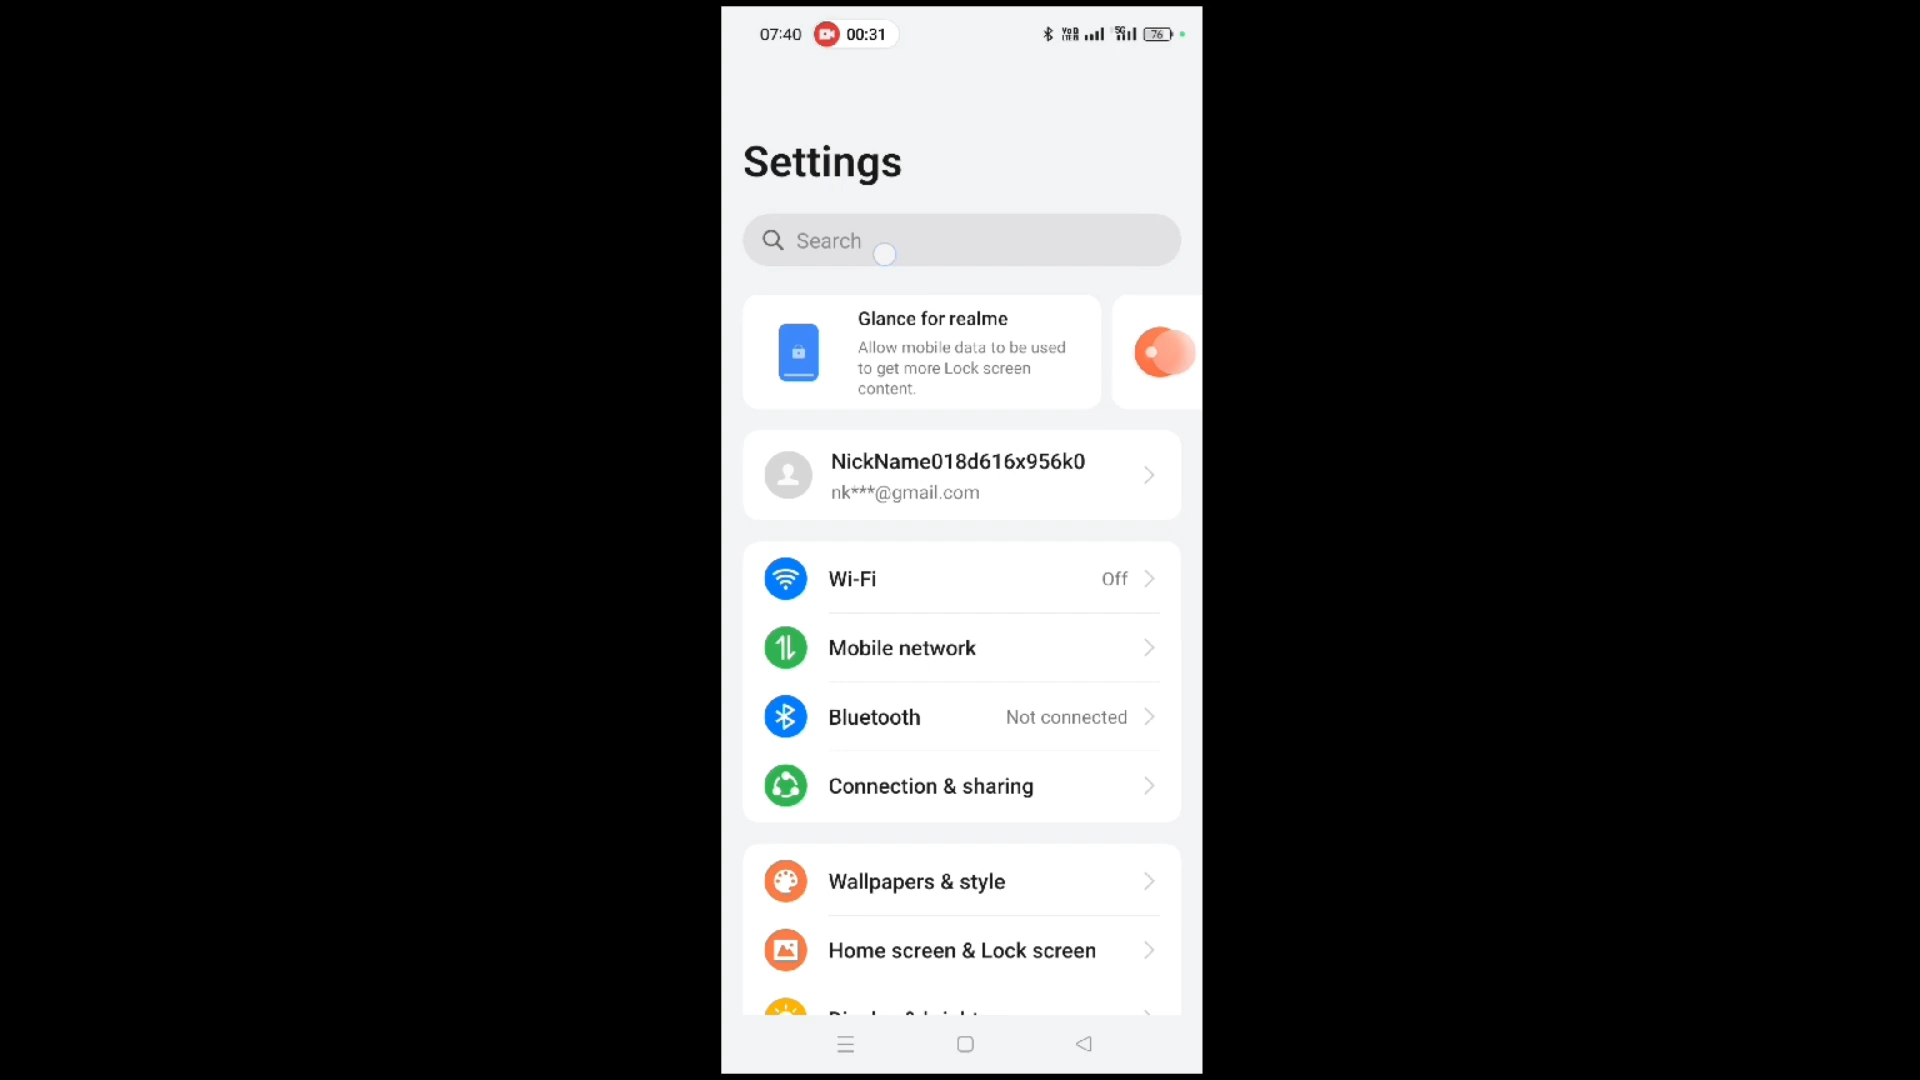 07:40 00:31 5G 76
Settings
Search
Glance for realme
Allow mobile data to be used
to get more Lock screen
content.
NickName018d616x956k0
nk***@gmail.com
Wi-Fi Off
Mobile network
Bluetooth Not connected
Connection & sharing
Wallpapers & style
Home screen & Lock screen